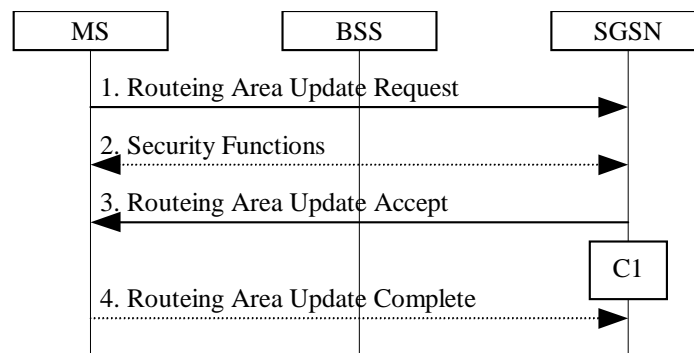 MS
BSS
SGSN
1. Routeing Area Update Request
2. Security Functions
3. Routeing Area Update Accept
C1
4. Routeing Area Update Complete